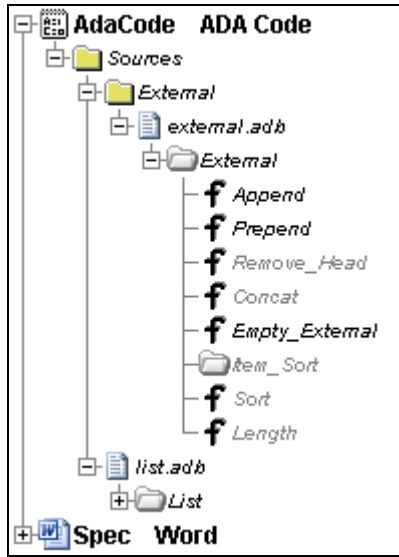 AdaCode ADA Code
Sources
External
external.adb
External
Append
Prepend
Remove_Head
Concat
Empty_External
Item_Sort
Sort
Length
list.adb
List
Spec Word